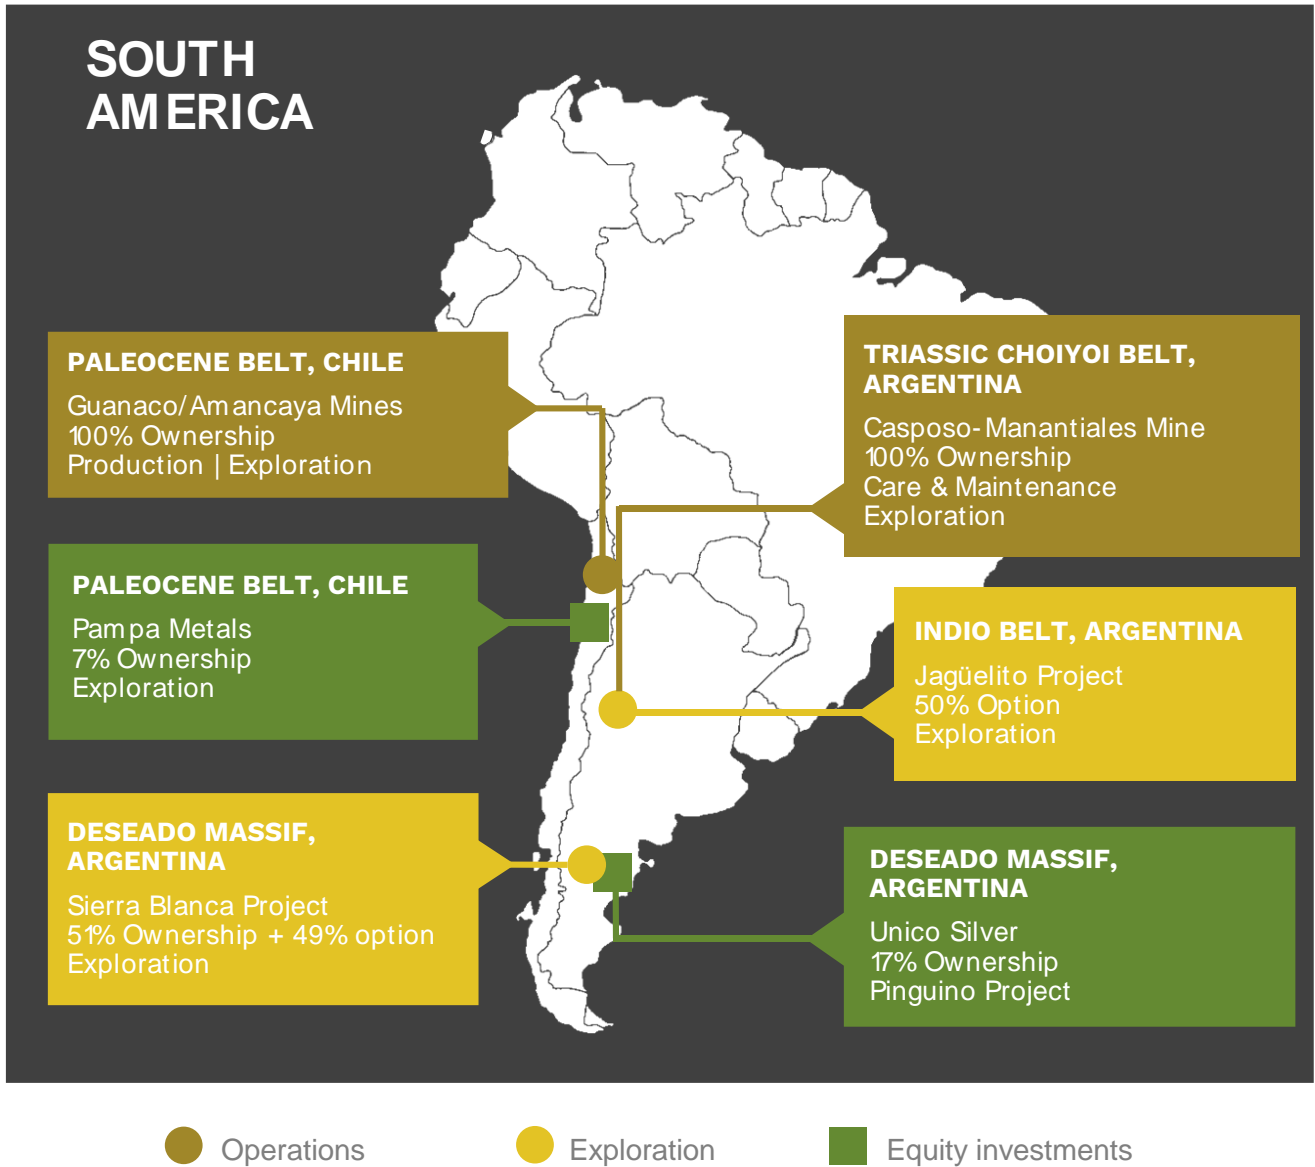 SOUTH
AMERICA
PALEOCENE BELT, CHILE
Guanaco/Amancaya Mines
100% Ownership
Production | Exploration
TRIASSIC CHOIYOI BELT,
ARGENTINA
Casposo-Manantiales Mine
100% Ownership
Care & Maintenance
Exploration
PALEOCENE BELT, CHILE
Pampa Metals
7% Ownership
Exploration
INDIO BELT, ARGENTINA
Jagüelito Project
50% Option
Exploration
DESEADO MASSIF,
ARGENTINA
Sierra Blanca Project
51% Ownership + 49% option
Exploration
DESEADO MASSIF,
ARGENTINA
Unico Silver
17% Ownership
Pinguino Project
Operations
Exploration
Equity investments